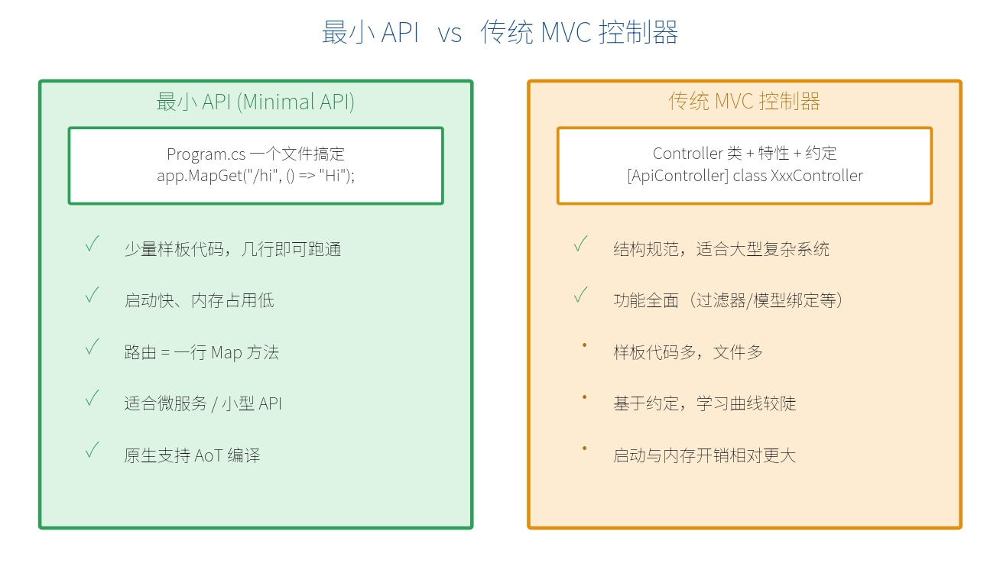 最小 API vs 传统 MVC 控制器
最小 API (Minimal API)
Program.cs 一个文件搞定
app.MapGet("/hi", () => "Hi");
✓ 少量样板代码，几行即可跑通
✓ 启动快、内存占用低
✓ 路由 = 一行 Map 方法
✓ 适合微服务 / 小型 API
✓ 原生支持 AoT 编译
传统 MVC 控制器
Controller 类 + 特性 + 约定
[ApiController] class XxxController
✓ 结构规范，适合大型复杂系统
✓ 功能全面（过滤器/模型绑定等）
• 样板代码多，文件多
• 基于约定，学习曲线较陡
• 启动与内存开销相对更大